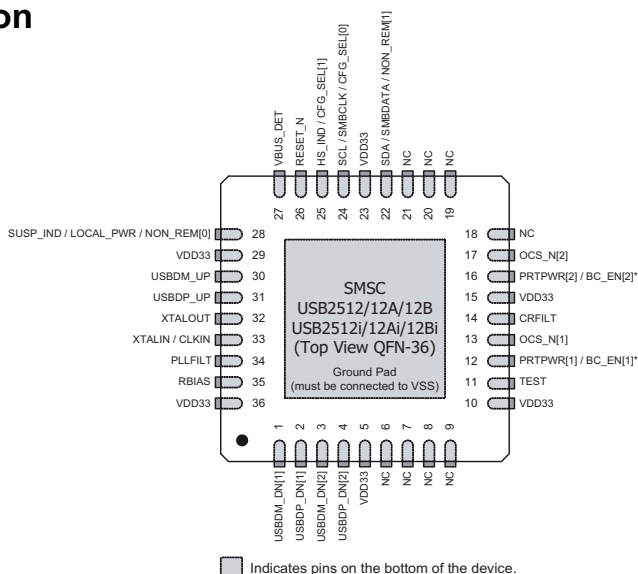 on
VBUS_DET
RESET_N
HS_IND / CFG_SEL[1]
SCL / SMBCLK / CFG_SEL[0]
VDD33
SDA / SMBDATA / NON_REM[1]
NC
NC
NC
27
26
25
24
23
22
21
20
19
SUSP_IND / LOCAL_PWR / NON_REM[0] 28
VDD33 29
USBDM_UP 30
USBDP_UP 31
XTALOUT 32
XTALIN / CLKIN 33
PLLFILT 34
RBIAS 35
VDD33 36
SMSC
USB2512/12A/12B
USB2512i/12Ai/12Bi
(Top View QFN-36)
Ground Pad
(must be connected to VSS)
18 NC
17 OCS_N[2]
16 PRTPWR[2] / BC_EN[2]*
15 VDD33
14 CRFILT
13 OCS_N[1]
12 PRTPWR[1] / BC_EN[1]*
11 TEST
10 VDD33
1
2
3
4
5
6
7
8
9
USBDM_DN[1]
USBDP_DN[1]
USBDM_DN[2]
USBDP_DN[2]
VDD33
NC
NC
NC
NC
Indicates pins on the bottom of the device.